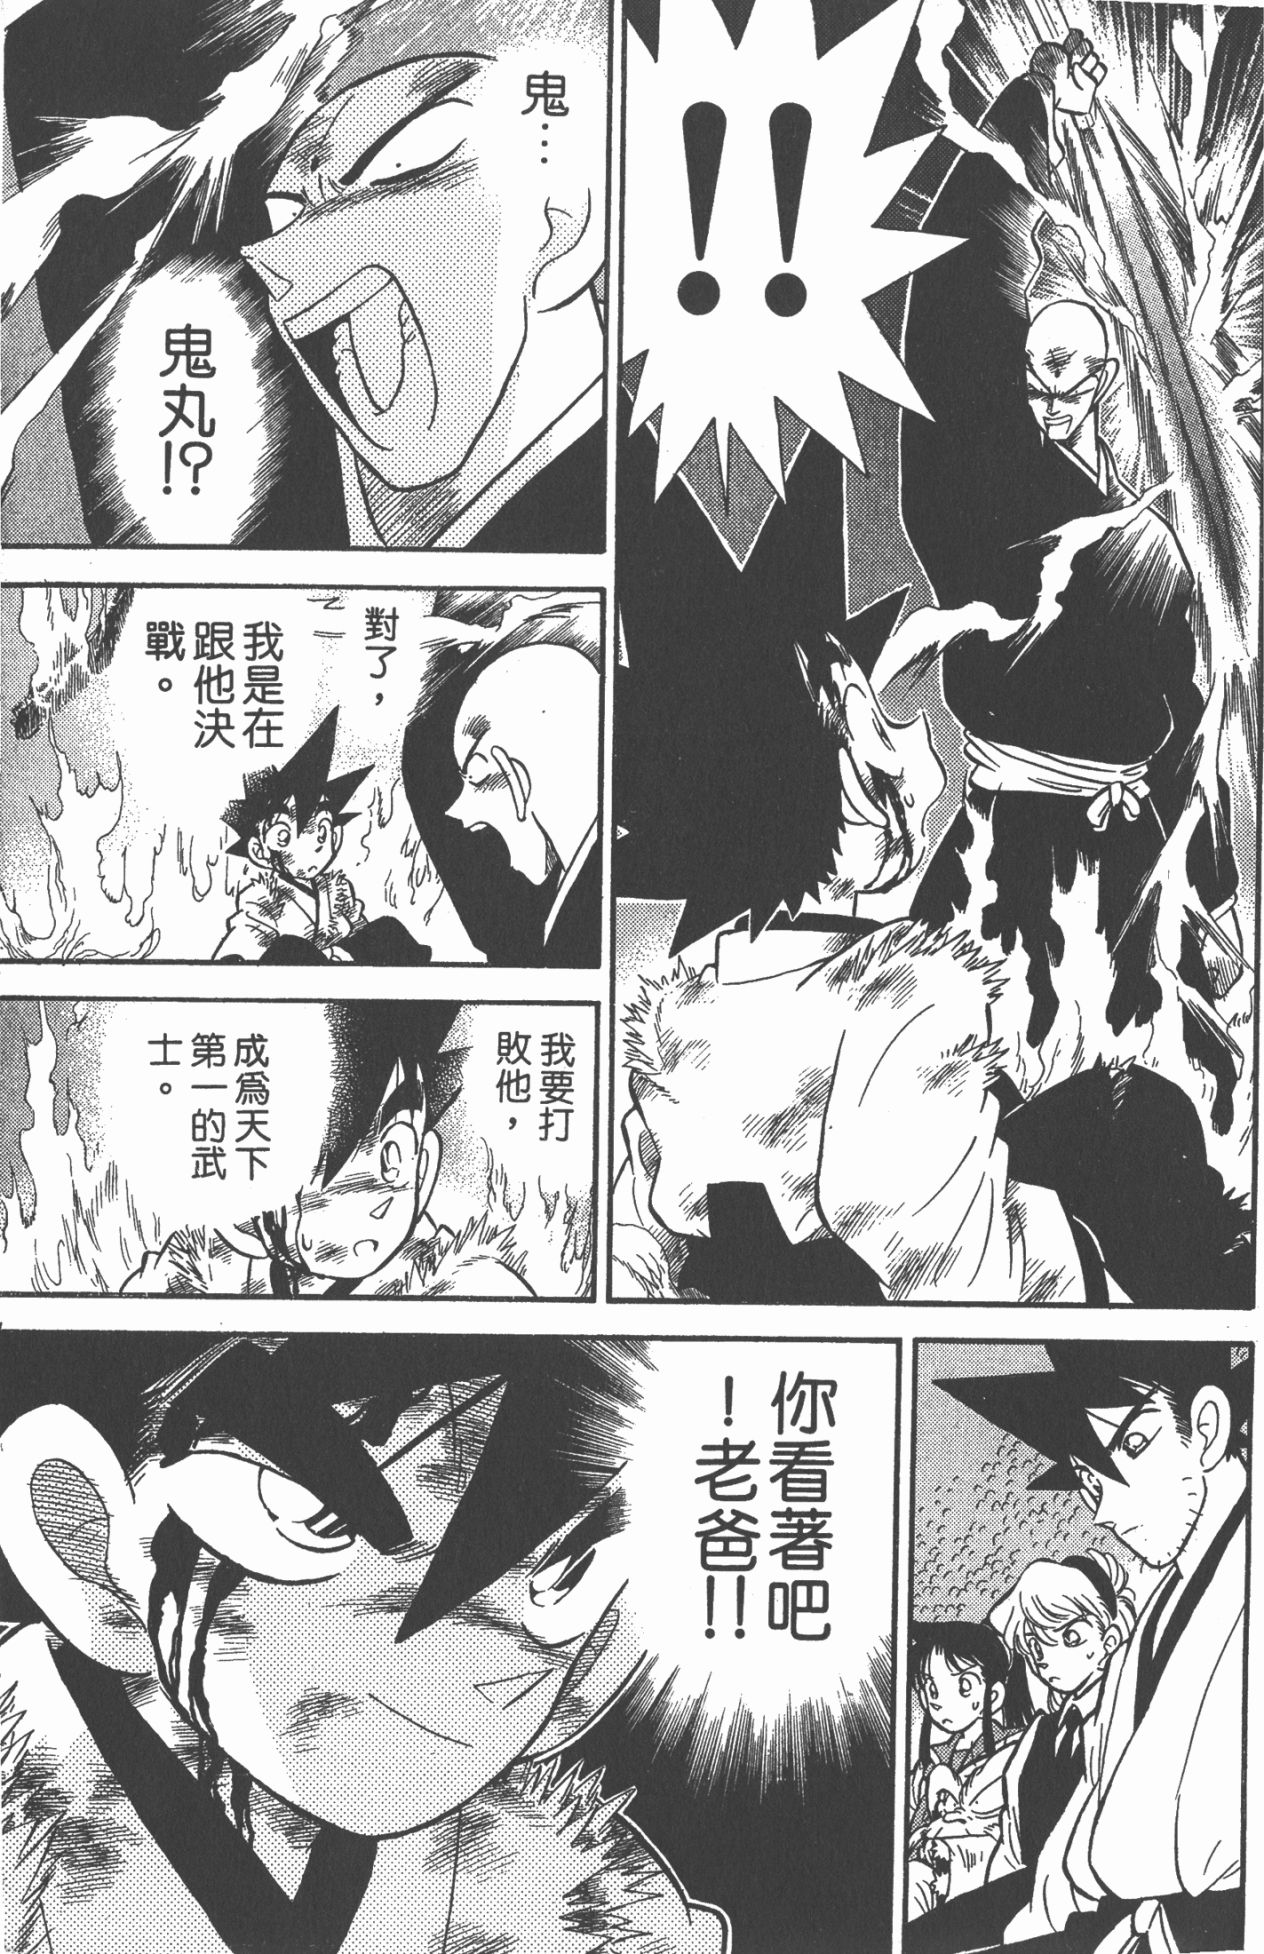 !!
鬼…
鬼丸!?
對了，
我是在
跟他決
戰。
我要打
敗他，
成爲天下
第一的武
士。
你看著吧
！老爸!!